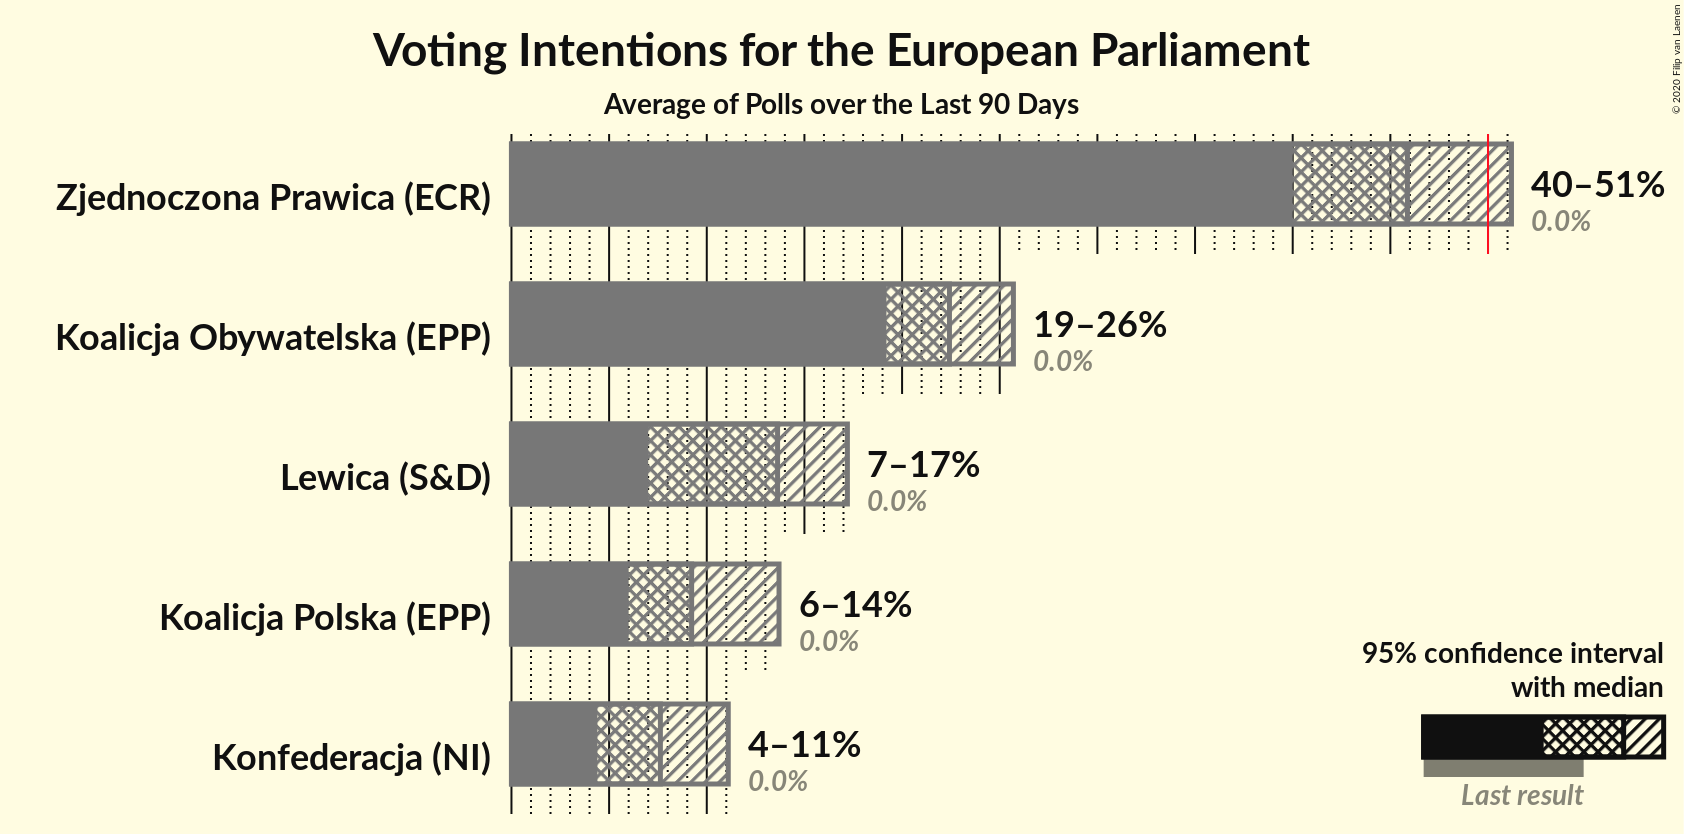 Voting Intentions for the European Parliament
Average of Polls over the Last 90 Days
© 2020 Filip van Laenen
Zjednoczona Prawica (ECR)
40–51%
0.0%
Koalicja Obywatelska (EPP)
19–26%
0.0%
Lewica (S&D)
7–17%
0.0%
Koalicja Polska (EPP)
6–14%
0.0%
Konfederacja (NI)
4–11%
0.0%
95% confidence interval
with median
Last result